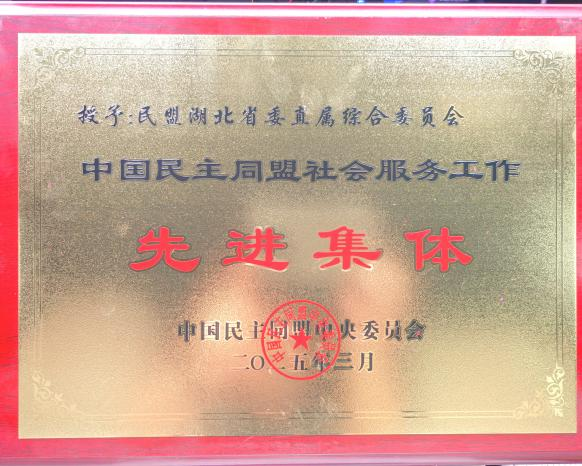 授予:民盟湖北省委直属综合委员会
中国民主同盟社会服务工作
先进集体
中国民主同盟中央委员会
二〇二五年三月